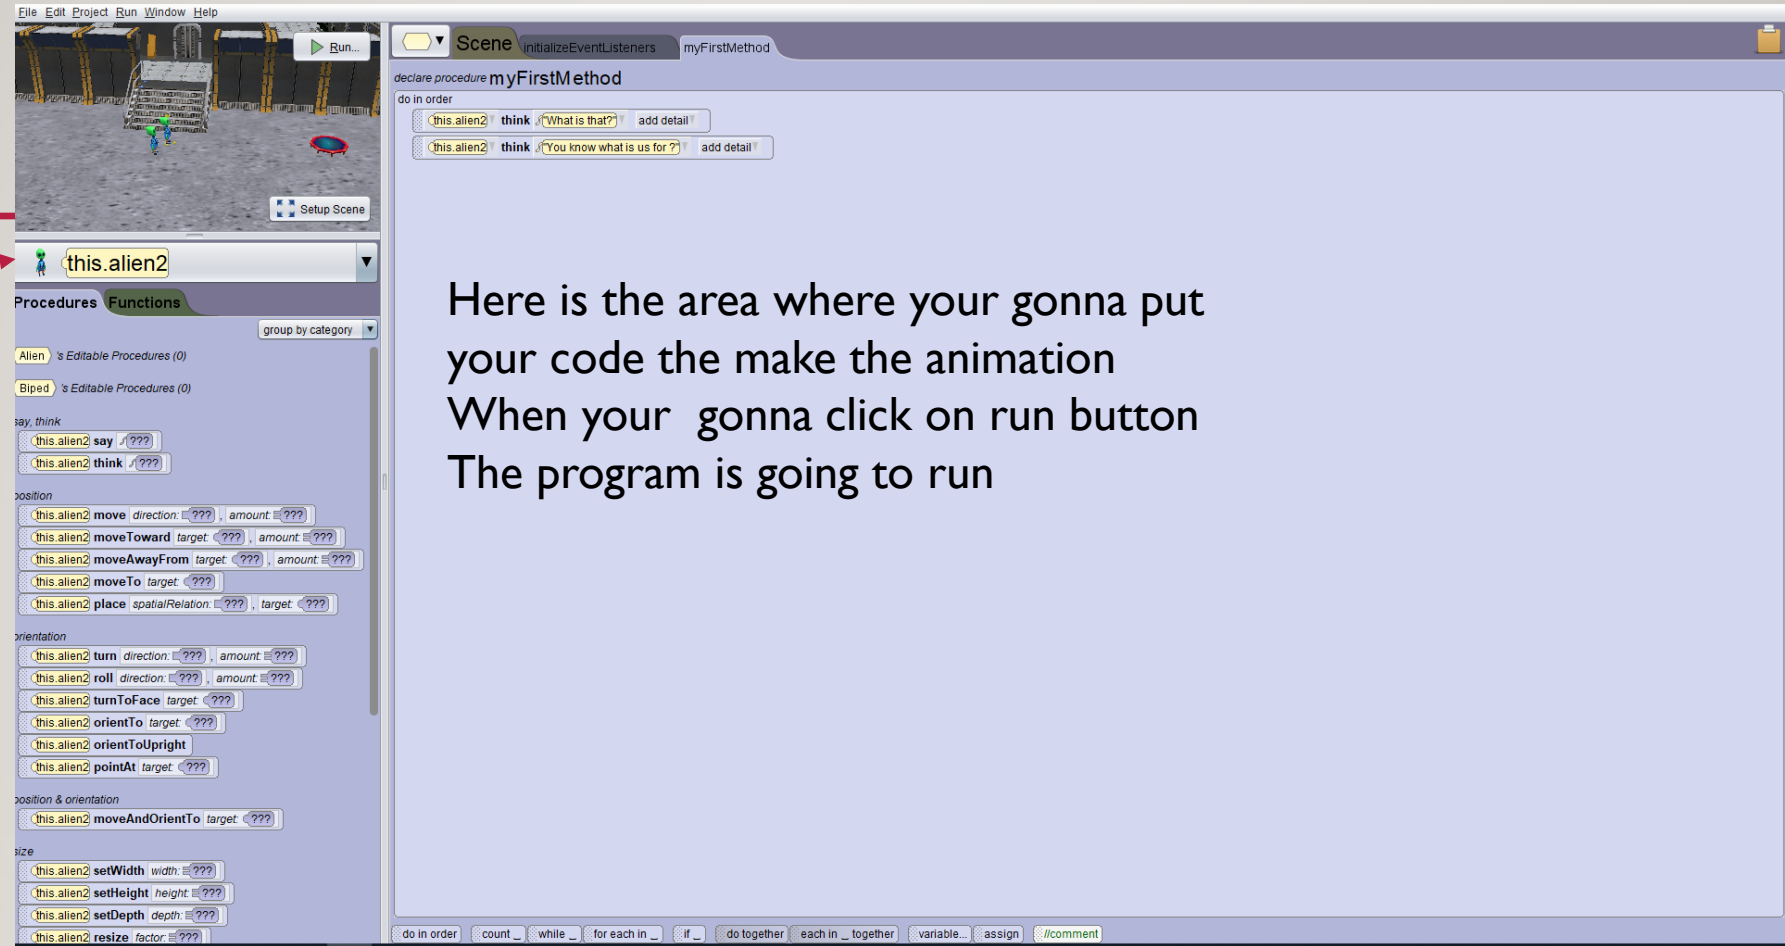 File Edit Project Run Window Help
Run...
Setup Scene
this.alien2
Procedures Functions
group by category
Alien 's Editable Procedures (0)
Biped 's Editable Procedures (0)
say, think
this.alien2 say ???
this.alien2 think ???
position
this.alien2 move direction: ??? , amount: ???
this.alien2 moveToward target: ??? , amount: ???
this.alien2 moveAwayFrom target: ??? , amount: ???
this.alien2 moveTo target: ???
this.alien2 place spatialRelation: ??? , target: ???
orientation
this.alien2 turn direction: ??? , amount: ???
this.alien2 roll direction: ??? , amount: ???
this.alien2 turnToFace target: ???
this.alien2 orientTo target: ???
this.alien2 orientToUpright
this.alien2 pointAt target: ???
position & orientation
this.alien2 moveAndOrientTo target: ???
size
this.alien2 setWidth width: ???
this.alien2 setHeight height: ???
this.alien2 setDepth depth: ???
this.alien2 resize factor: ???
Scene initializeEventListeners myFirstMethod
declare procedure myFirstMethod
do in order
this.alien2 think "What is that?" add detail
this.alien2 think "You know what is us for ?" add detail
Here is the area where your gonna put
your code the make the animation
When your gonna click on run button
The program is going to run
do in order count _ while _ for each in _ if _ do together each in _ together variable... assign //comment